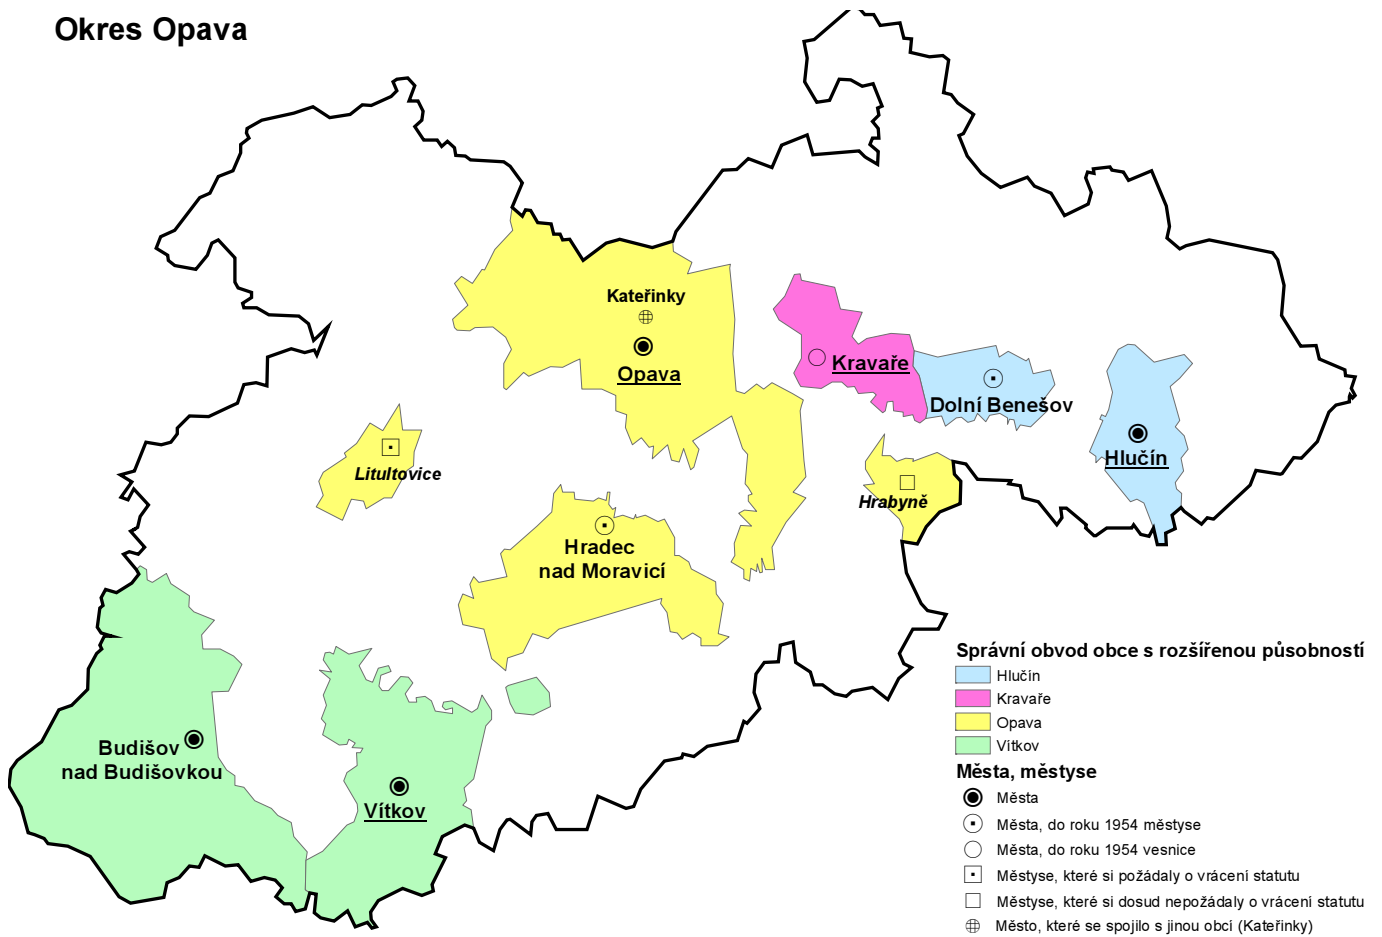 Okres Opava
Kateřinky
Opava
Kravaře
Dolní Benešov
Hlučín
Litultovice
Hrabyně
Hradec
nad Moravicí
Budišov
nad Budišovkou
Vítkov
Správní obvod obce s rozšířenou působností
Hlučín
Kravaře
Opava
Vítkov
Města, městyse
Města
Města, do roku 1954 městyse
Města, do roku 1954 vesnice
Městyse, které si požádaly o vrácení statutu
Městyse, které si dosud nepožádaly o vrácení statutu
Město, které se spojilo s jinou obcí (Kateřinky)